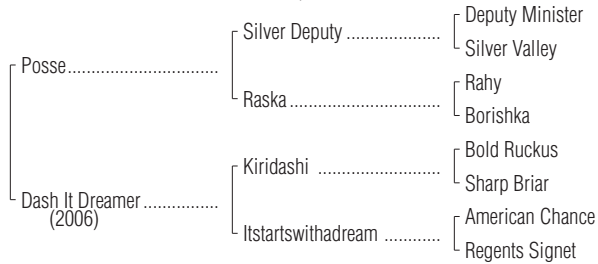 Deputy Minister
Silver Deputy ....................
Silver Valley
Posse................................
Rahy
Raska ................................
Borishka
Bold Ruckus
Kiridashi ..........................
Sharp Briar
Dash It Dreamer ................
(2006)
American Chance
Itstartswithadream ............
Regents Signet